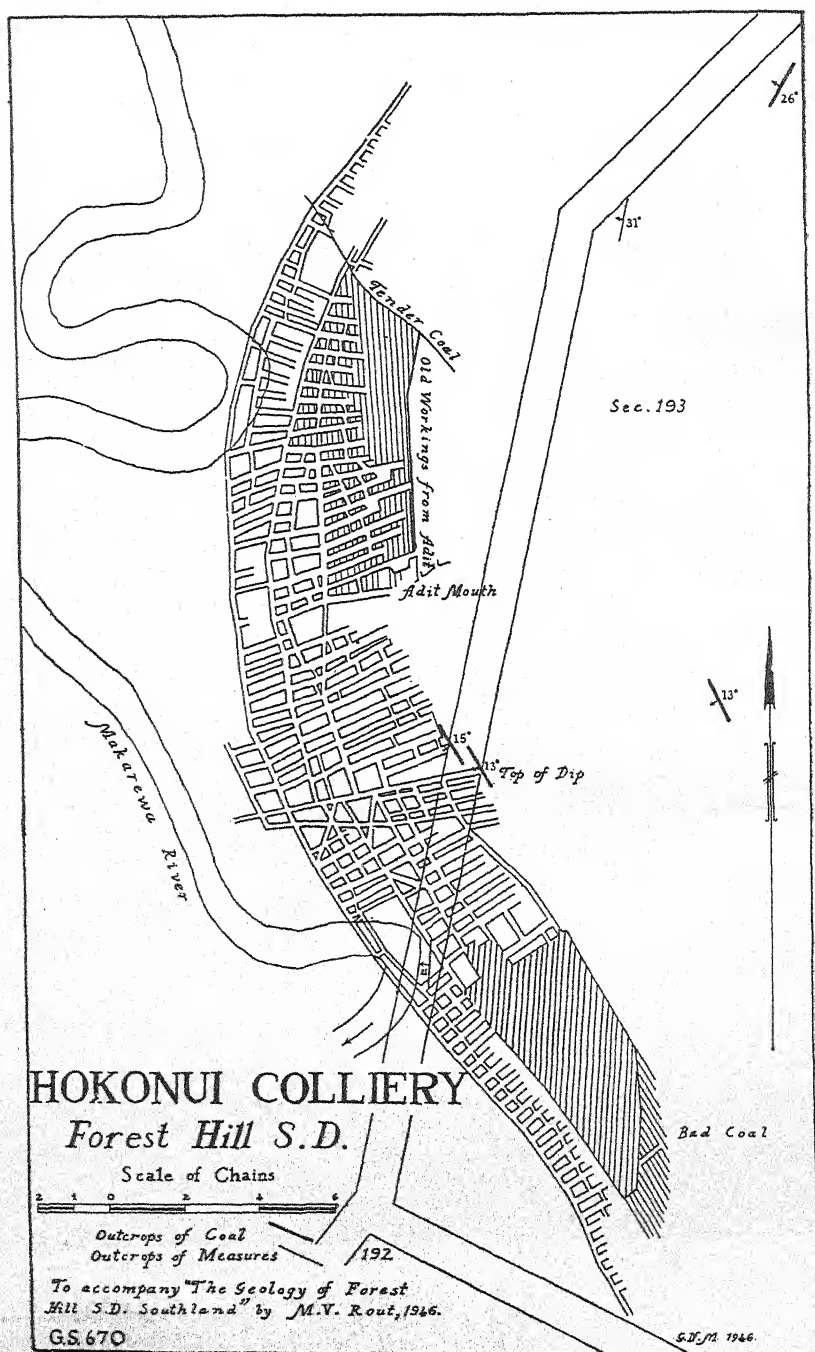 26°
31°
Tender Coal
Old Workings from Adit
Sec. 193
Adit Mouth
13°
15°
13°
Top of Dip
Makarewa
River
HOKONUI COLLIERY
Forest Hill S.D.
Bad Coal
Scale of Chains
2 1 0 2 4 6
Outcrops of Coal
Outcrops of Measures
192
To accompany "The Geology of Forest
Hill S.D. Southland" by M.V. Rout, 1946.
G.S. 670
1946.